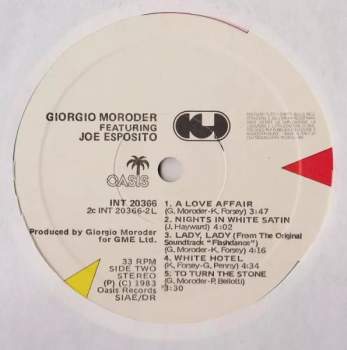 GIORGIO MORODER
FEATURING
JOE ESPOSITO
OASIS
INT 20366
2c INT 20366-2L
Produced by Giorgio Moroder
for GME Ltd.
33 RPM
SIDE TWO
STEREO
(P) (C) 1983
Oasis Records
SIAE/DR
1. A LOVE AFFAIR
(G. Moroder-K. Forsey) 3:47
2. NIGHTS IN WHITE SATIN
(J. Hayward) 4:02
3. LADY, LADY (From The Original
Soundtrack "Flashdance")
(G. Moroder-K. Forsey) 4:16
4. WHITE HOTEL
(K. Forsey-G. Penny) 4:34
5. TO TURN THE STONE
(G. Moroder-P. Bellotti)
3:30